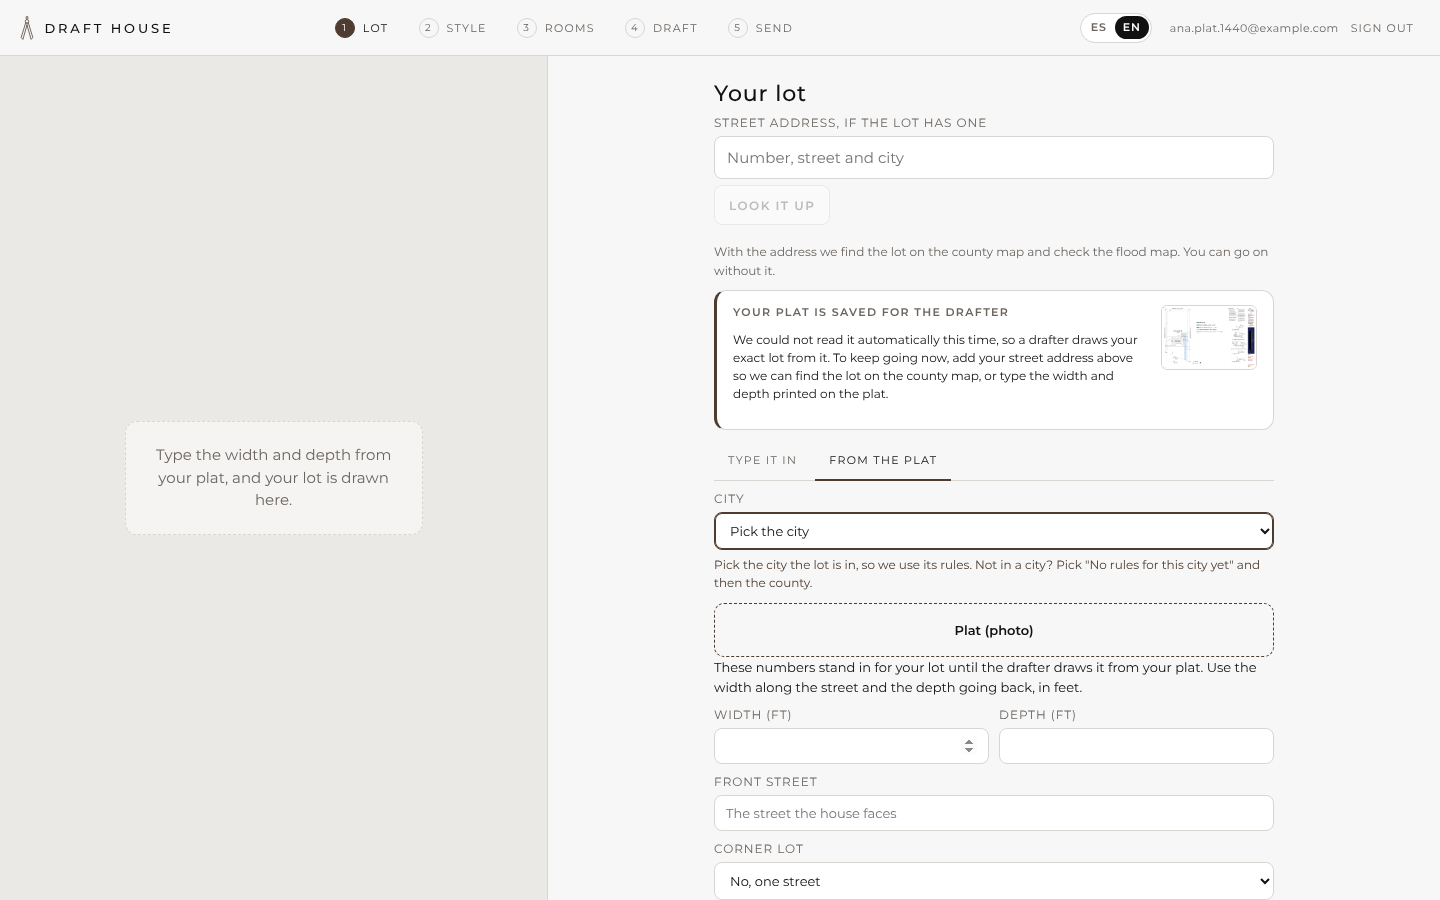 DRAFT HOUSE
1 LOT
2 STYLE
3 ROOMS
4 DRAFT
5 SEND
ES EN
ana.plat.1440@example.com
SIGN OUT
Type the width and depth from
your plat, and your lot is drawn
here.
Your lot
STREET ADDRESS, IF THE LOT HAS ONE
Number, street and city
LOOK IT UP
With the address we find the lot on the county map and check the flood map. You can go on
without it.
YOUR PLAT IS SAVED FOR THE DRAFTER
We could not read it automatically this time, so a drafter draws your
exact lot from it. To keep going now, add your street address above
so we can find the lot on the county map, or type the width and
depth printed on the plat.
TYPE IT IN
FROM THE PLAT
CITY
Pick the city
Pick the city the lot is in, so we use its rules. Not in a city? Pick "No rules for this city yet" and
then the county.
Plat (photo)
These numbers stand in for your lot until the drafter draws it from your plat. Use the
width along the street and the depth going back, in feet.
WIDTH (FT)
DEPTH (FT)
FRONT STREET
The street the house faces
CORNER LOT
No, one street